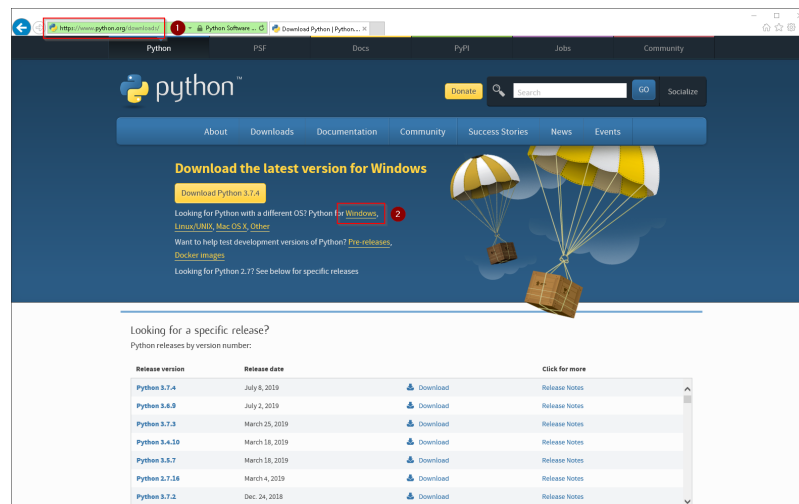 https://www.python.org/downloads/
1
Python Software ...
Download Python | Python....
Python PSF Docs PyPI Jobs Community
python™
Donate Search GO Socialize
About Downloads Documentation Community Success Stories News Events
Download the latest version for Windows
Download Python 3.7.4
Looking for Python with a different OS? Python for Windows, 2
Linux/UNIX, Mac OS X, Other
Want to help test development versions of Python? Pre-releases,
Docker images
Looking for Python 2.7? See below for specific releases
Looking for a specific release?
Python releases by version number:
Release version Release date Click for more
Python 3.7.4 July 8, 2019 Download Release Notes
Python 3.6.9 July 2, 2019 Download Release Notes
Python 3.7.3 March 25, 2019 Download Release Notes
Python 3.4.10 March 18, 2019 Download Release Notes
Python 3.5.7 March 18, 2019 Download Release Notes
Python 2.7.16 March 4, 2019 Download Release Notes
Python 3.7.2 Dec. 24, 2018 Download Release Notes